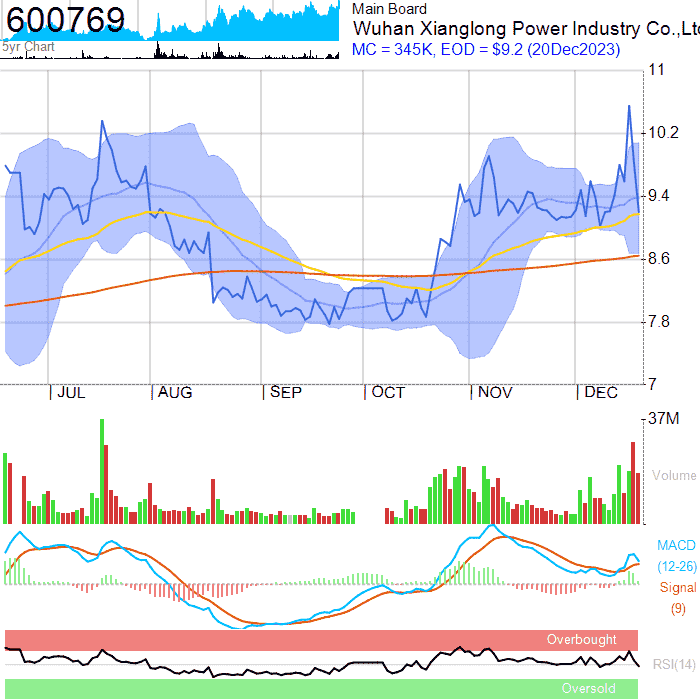 600769
5yr Chart
Main Board
Wuhan Xianglong Power Industry Co.,Ltd
MC = 345K, EOD = $9.2 (20Dec2023)
11
10.2
9.4
8.6
7.8
7
JUL AUG SEP OCT NOV DEC
37M
Volume
MACD
(12-26)
Signal
(9)
Overbought
RSI(14)
Oversold